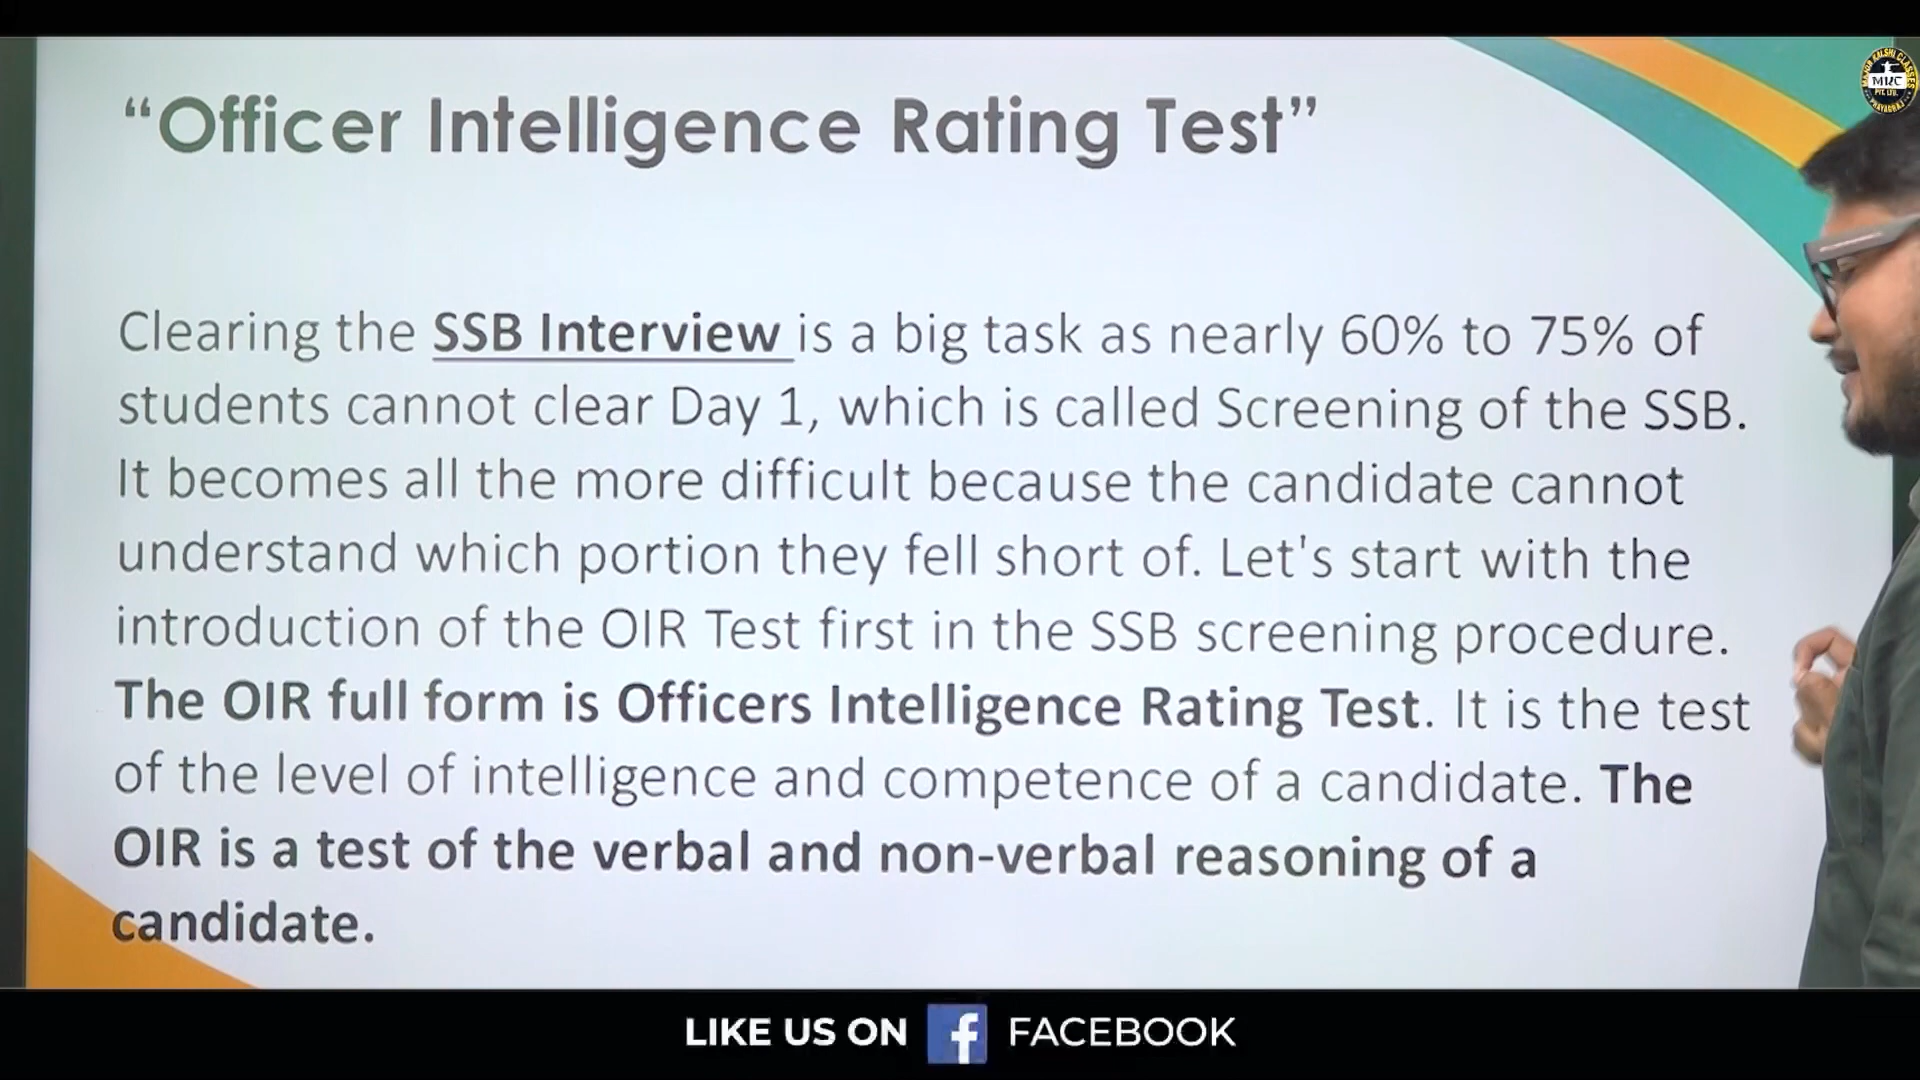 “Officer Intelligence Rating Test”
Clearing the SSB Interview is a big task as nearly 60% to 75% of
students cannot clear Day 1, which is called Screening of the SSB.
It becomes all the more difficult because the candidate cannot
understand which portion they fell short of. Let's start with the
introduction of the OIR Test first in the SSB screening procedure.
The OIR full form is Officers Intelligence Rating Test. It is the test
of the level of intelligence and competence of a candidate. The
OIR is a test of the verbal and non-verbal reasoning of a
candidate.
MKC
PVT. LTD.
PRAYAGRAJ
LIKE US ON f FACEBOOK